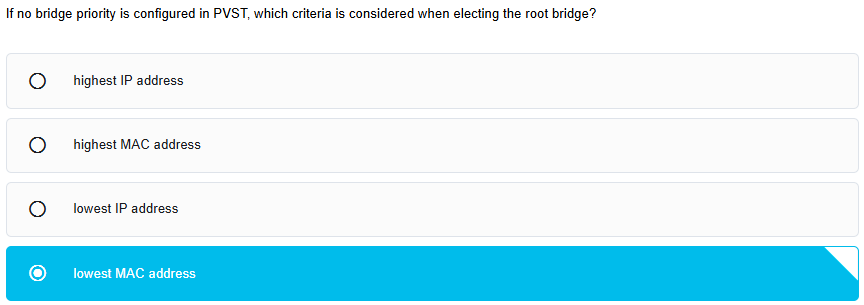 If no bridge priority is configured in PVST, which criteria is considered when electing the root bridge?
highest IP address
highest MAC address
lowest IP address
lowest MAC address